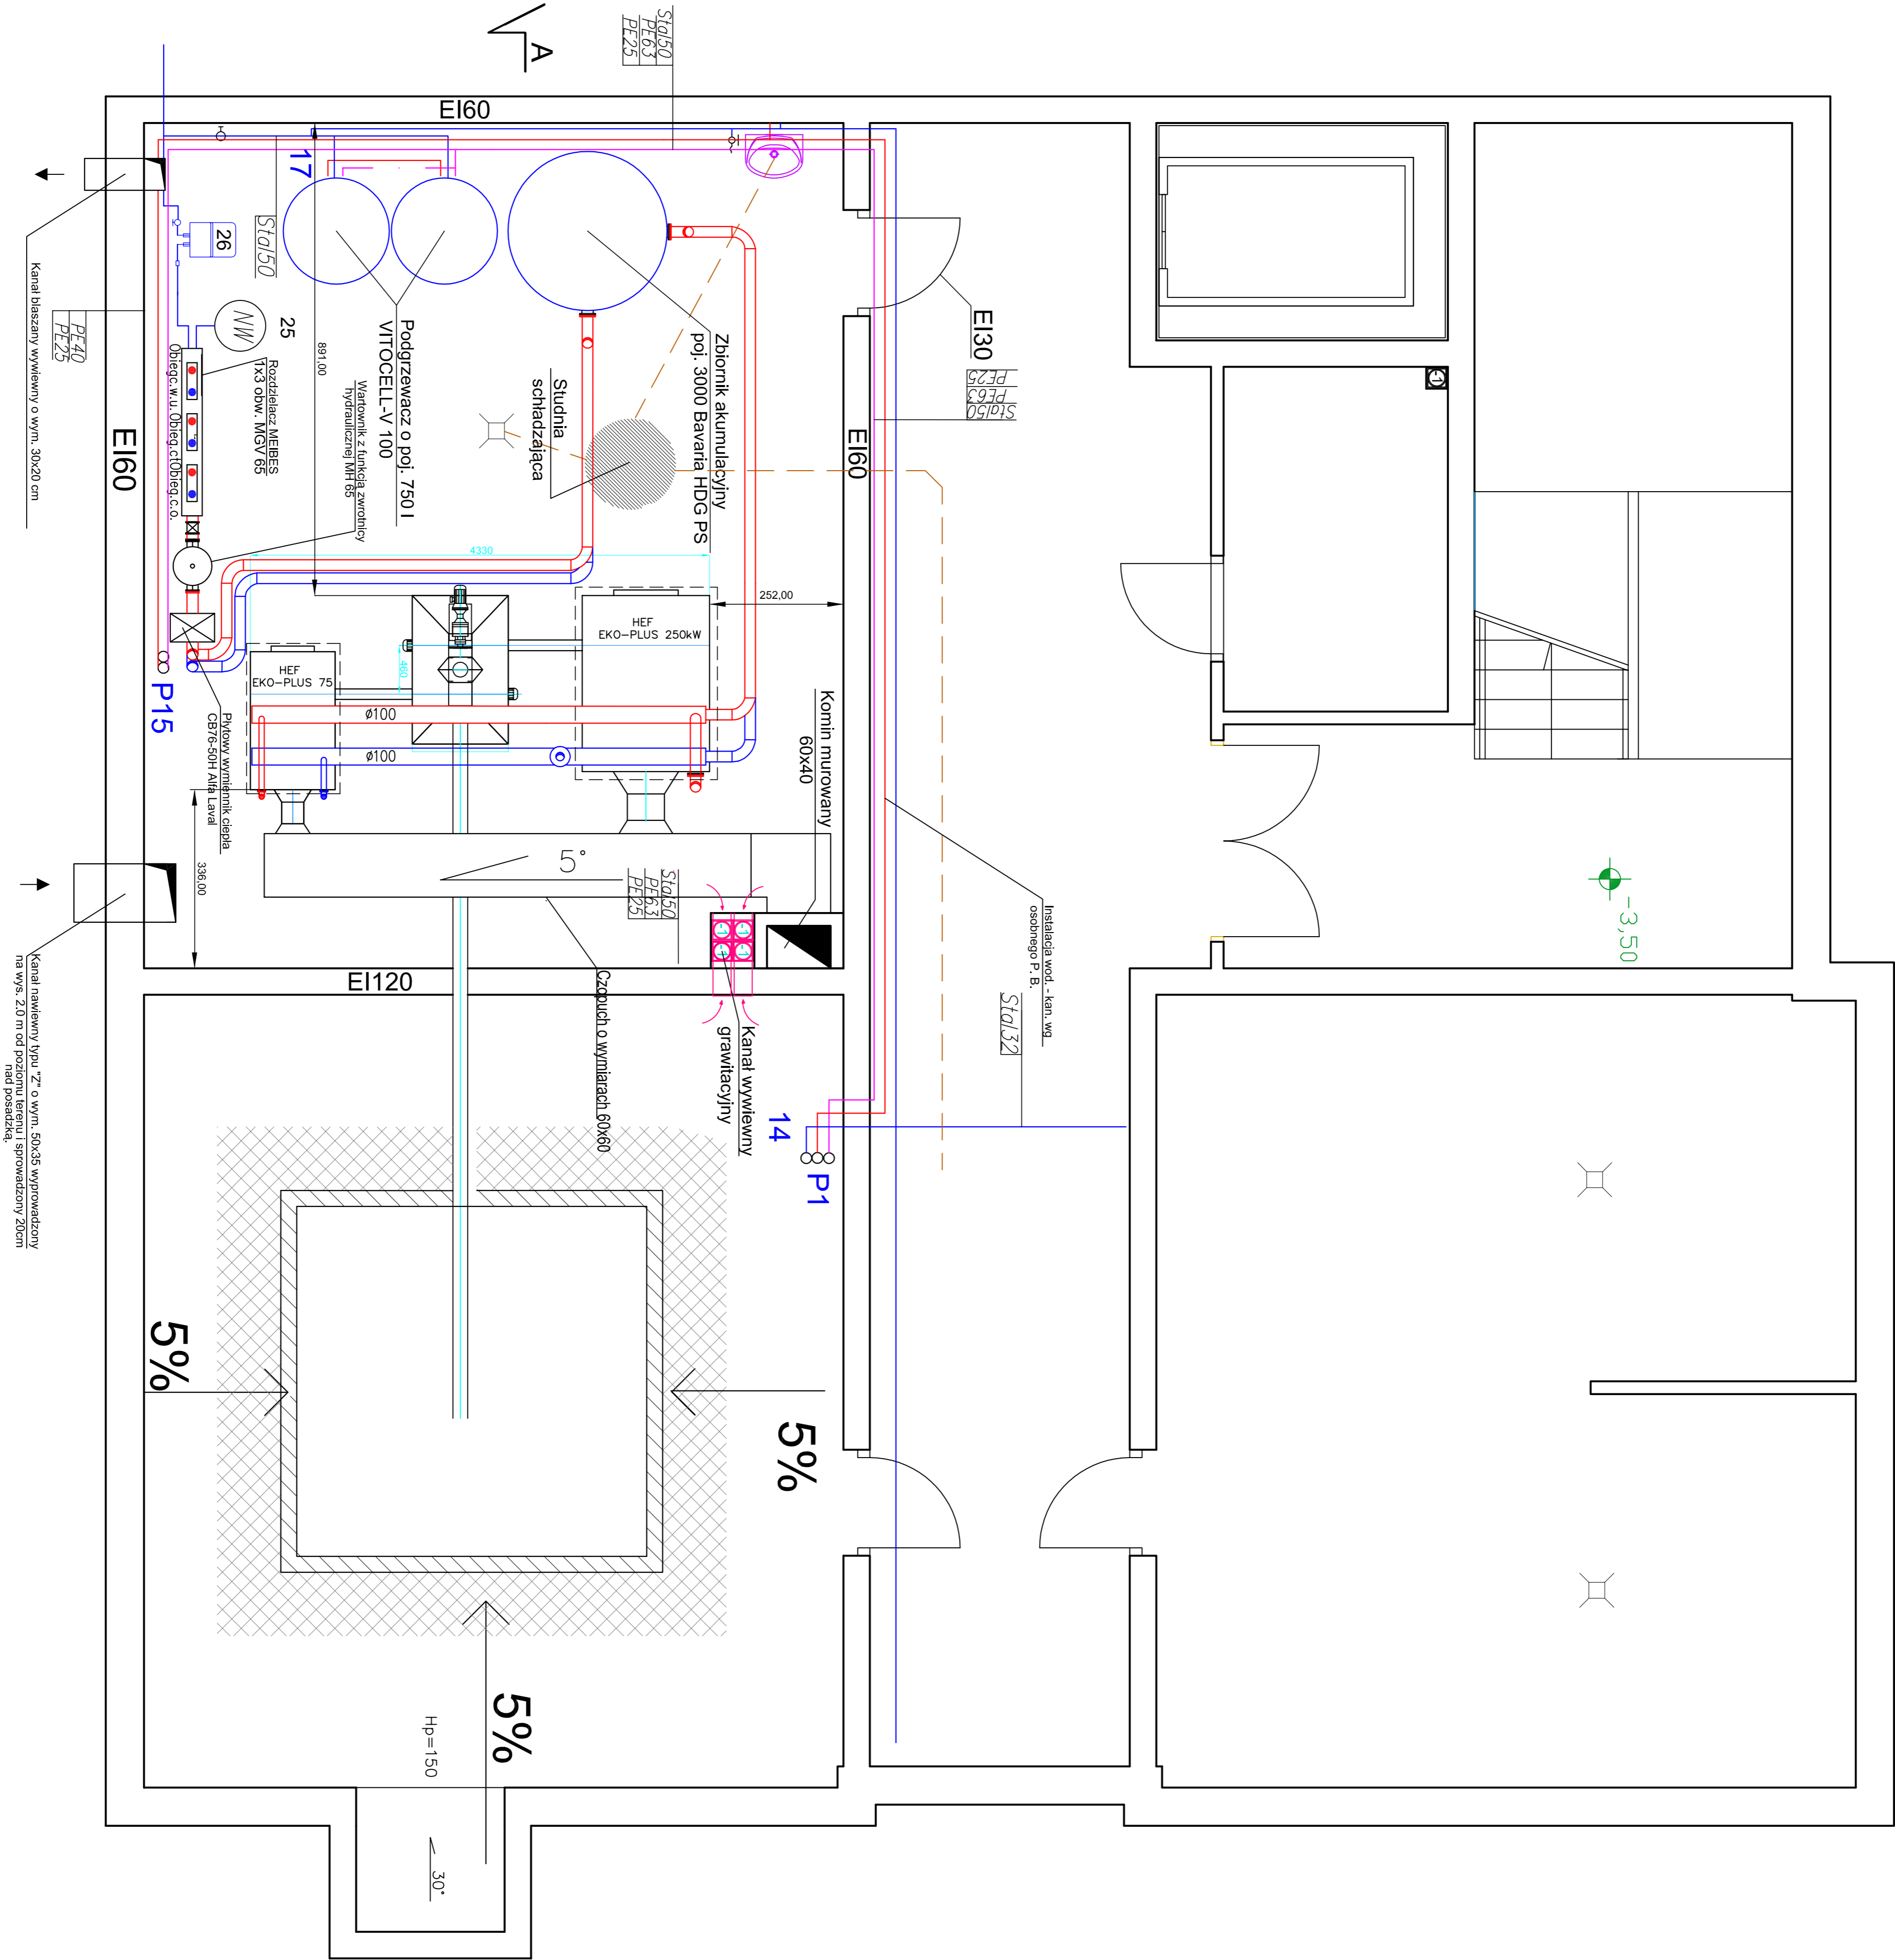 A
Stal50
PE63
PE25
EI60
17
Stal50
26
NW
25
891,00
Rozdzielacz MEIBES
1x3 obw. MGV 65
Obieg c.w.u.
Obieg.ct
Obieg.c.o.
Wartownik z funkcją zwrotnicy
hydraulicznej MH 65
Podgrzewacz o poj. 750 l
VITOCELL-V 100
Studnia
schładzająca
Zbiornik akumulacyjny
poj. 3000 Bavaria HDG PS
EI30
Stal50
PE63
PE25
EI60
Kanał blaszany wywiewny o wym. 30x20 cm
PE40
PE25
EI60
4330
252,00
HEF
EKO-PLUS 250kW
460
HEF
EKO-PLUS 75
ø100
ø100
P15
Płytowy wymiennik ciepła
CB76-50H Alfa Laval
Komin murowany
60x40
336,00
5°
Stal50
PE63
PE25
-1
-1
-1
-1
-1
-3,50
Instalacja wod. - kan. wg
osobnego P. B.
Stal32
EI120
Czopuch o wymiarach 60x60
Kanał wywiewny
grawitacyjny
14
P1
Kanał nawiewny typu "Z" o wym. 50x35 wyprowadzony
na wys. 2.0 m od poziomu terenu i sprowadzony 20cm
nad posadzką.
5%
5%
5%
Hp=150
30°